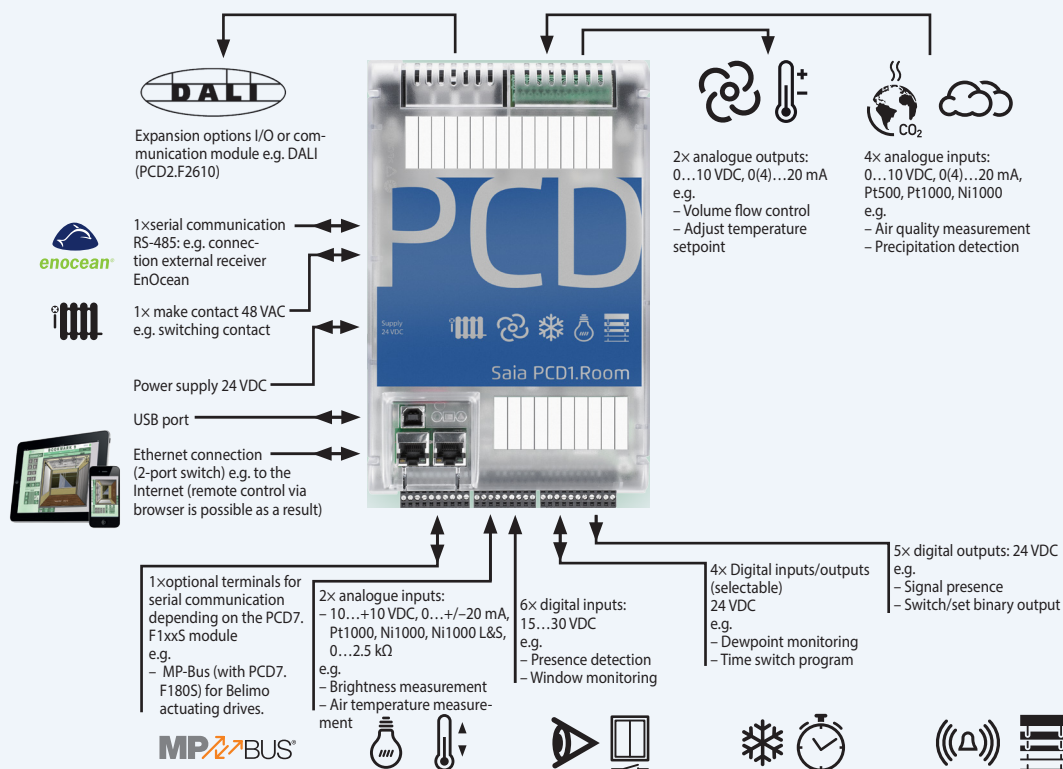 DALI
Expansion options I/O or com-
munication module e.g. DALI
(PCD2.F2610)
enocean®
1×serial communication
RS-485: e.g. connec-
tion external receiver
EnOcean
1× make contact 48 VAC
e.g. switching contact
Power supply 24 VDC
USB port
Ethernet connection
(2-port switch) e.g. to the
Internet (remote control via
browser is possible as a result)
PCD
Supply
24 VDC
Saia PCD1.Room
2× analogue outputs:
0…10 VDC, 0(4)…20 mA
e.g.
– Volume flow control
– Adjust temperature
setpoint
CO2
4× analogue inputs:
0…10 VDC, 0(4)…20 mA,
Pt500, Pt1000, Ni1000
e.g.
– Air quality measurement
– Precipitation detection
1×optional terminals for
serial communication
depending on the PCD7.
F1xxS module
e.g.
– MP-Bus (with PCD7.
F180S) for Belimo
actuating drives.
MP BUS®
2× analogue inputs:
– 10…+10 VDC, 0…+/–20 mA,
Pt1000, Ni1000, Ni1000 L&S,
0…2.5 kΩ
e.g.
– Brightness measurement
– Air temperature measure-
ment
6× digital inputs:
15…30 VDC
e.g.
– Presence detection
– Window monitoring
4× Digital inputs/outputs
(selectable)
24 VDC
e.g.
– Dewpoint monitoring
– Time switch program
5× digital outputs: 24 VDC
e.g.
– Signal presence
– Switch/set binary output